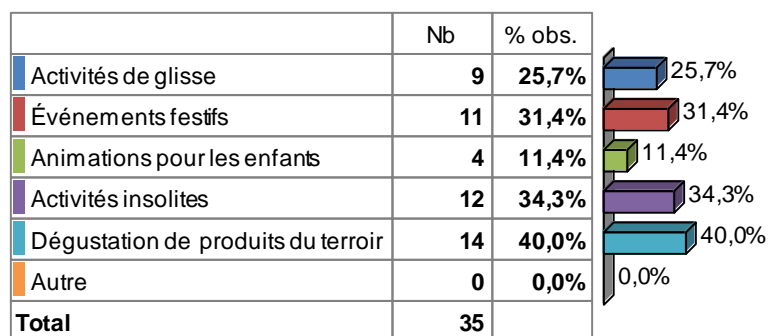 Nb % obs.
Activités de glisse 9 25,7% 25,7%
Événements festifs 11 31,4% 31,4%
Animations pour les enfants 4 11,4% 11,4%
Activités insolites 12 34,3% 34,3%
Dégustation de produits du terroir 14 40,0% 40,0%
Autre 0 0,0% 0,0%
Total 35